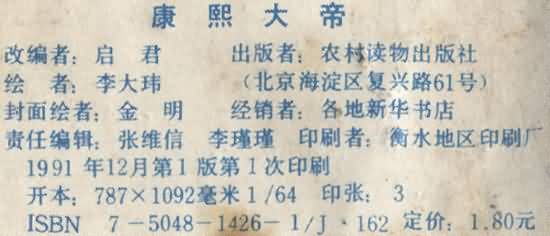 康熙大帝
改编者：启 君 出版者：农村读物出版社
绘 者：李大玮 （北京海淀区复兴路61号）
封面绘者：金 明 经销者：各地新华书店
责任编辑：张维信 李瑾瑾 印刷者：衡水地区印刷厂
1991年12月第1版第1次印刷
开本：787×1092毫米1/64 印张：3
ISBN 7－5048－1426－1/J·162 定价：1.80元